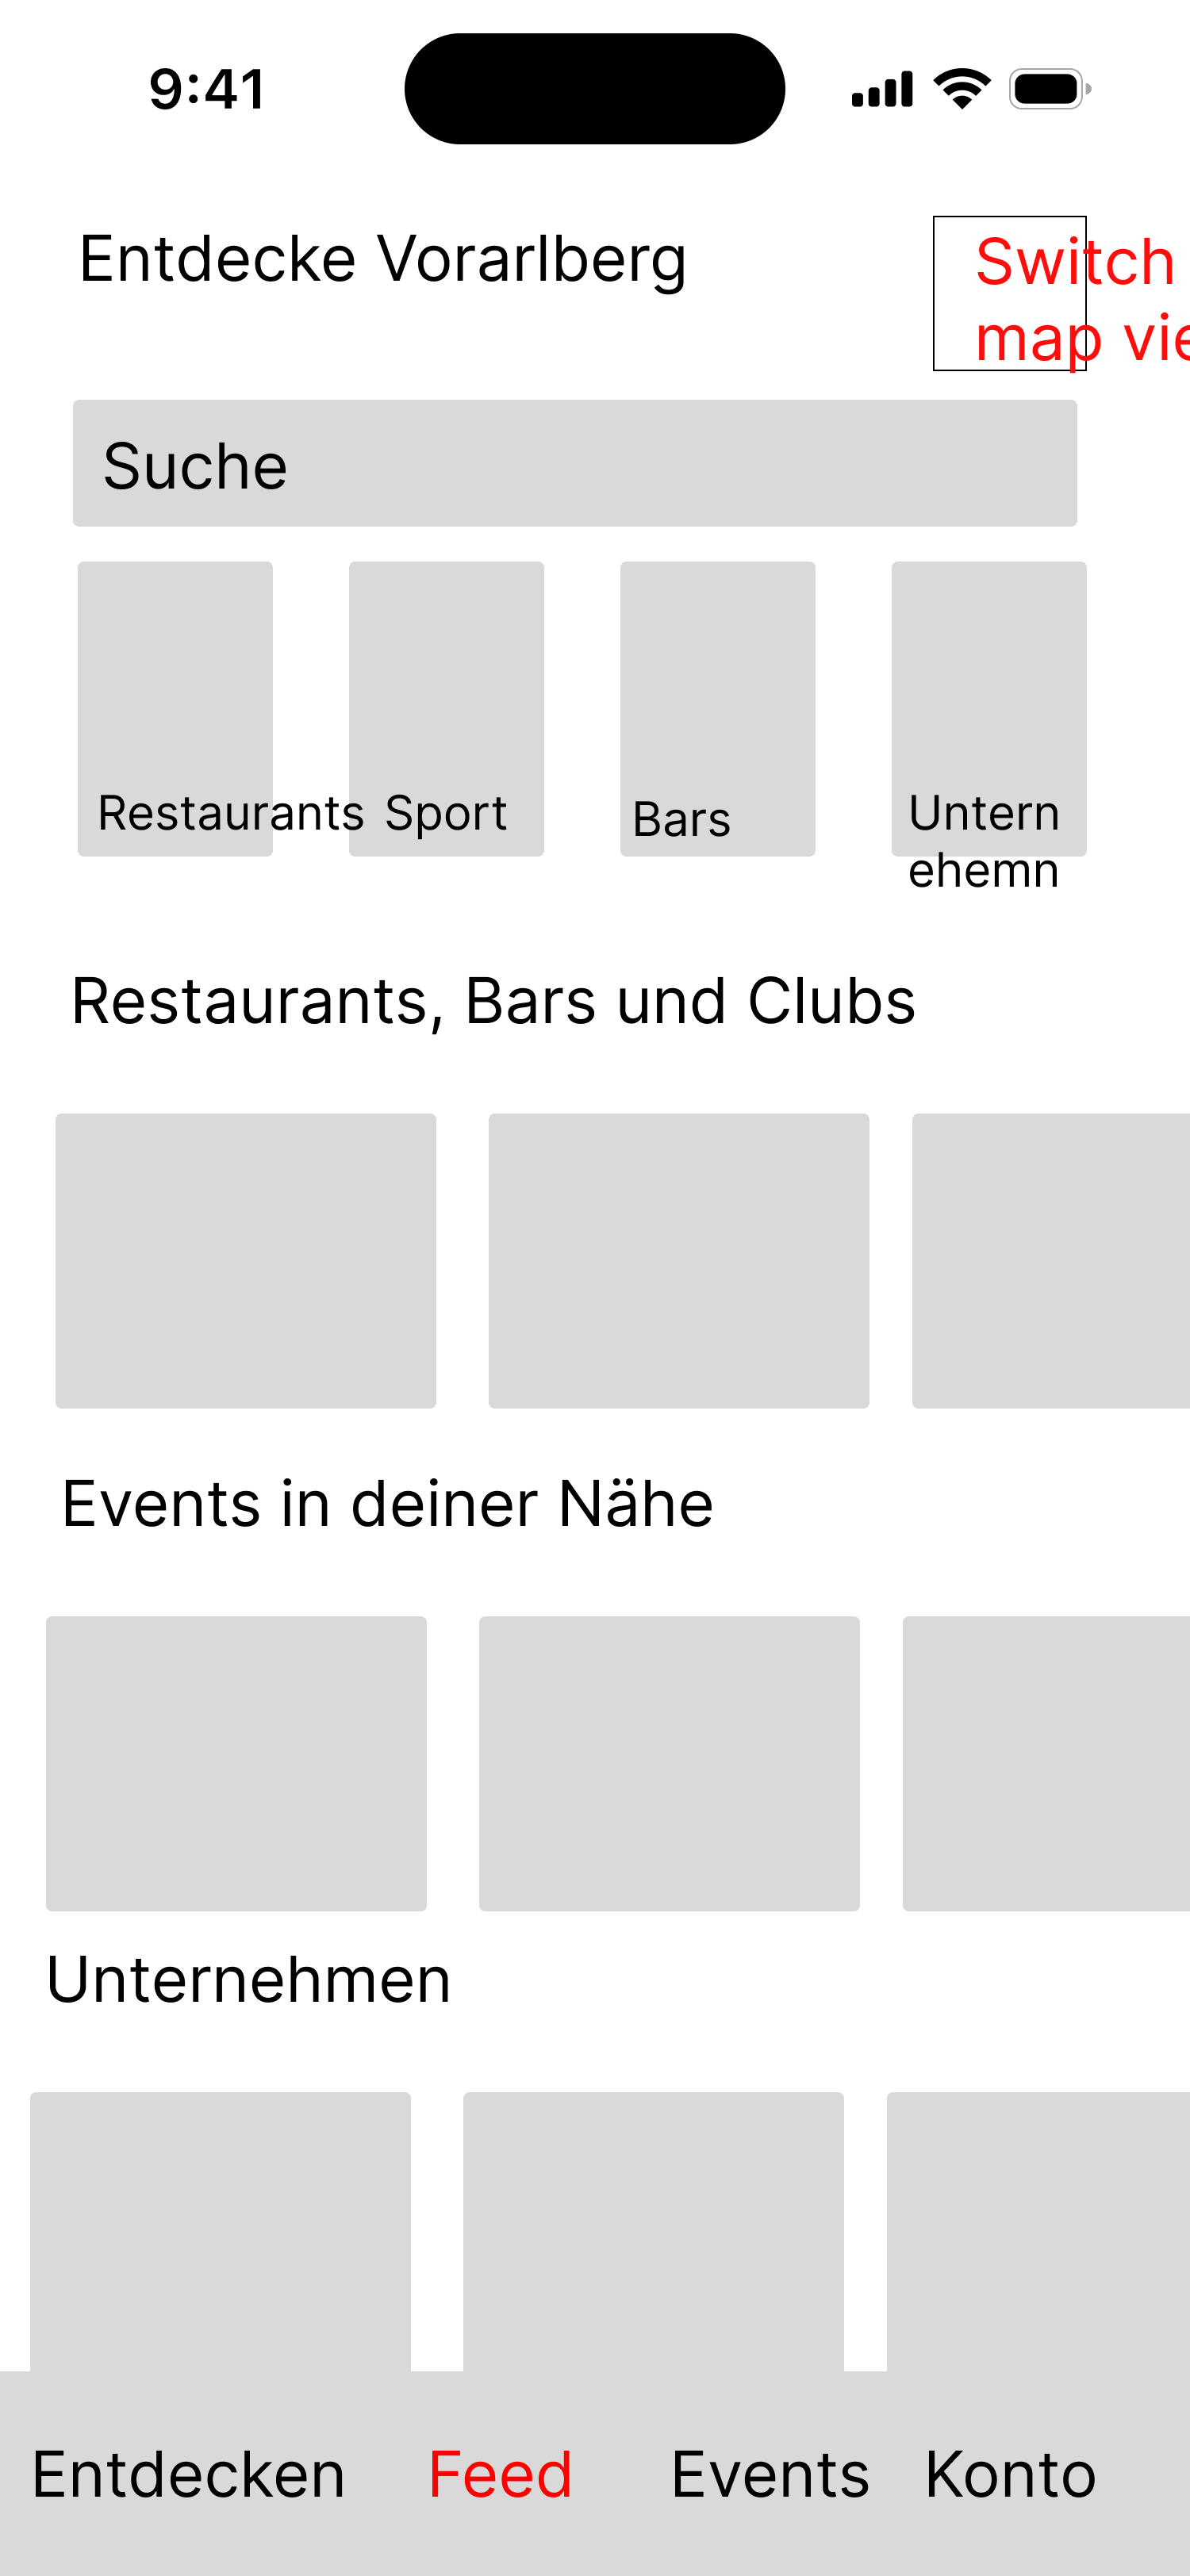 9:41
Entdecke Vorarlberg
Switch
map vie
Suche
Restaurants
Sport
Bars
Untern
ehemn
Restaurants, Bars und Clubs
Events in deiner Nähe
Unternehmen
Entdecken
Feed
Events
Konto